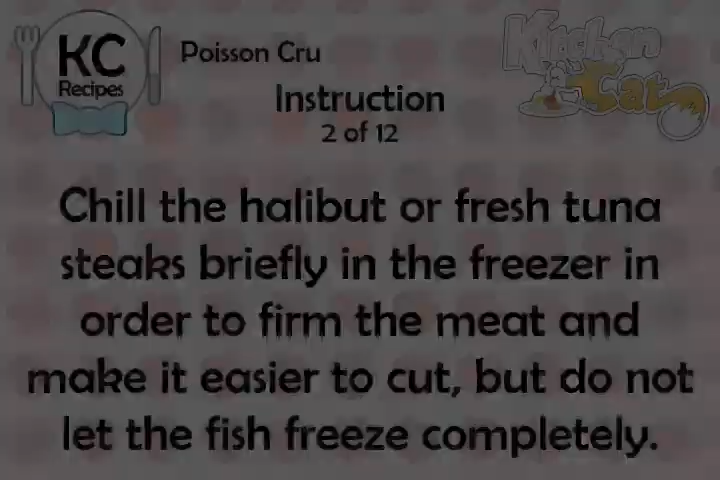 KC
Recipes
Poisson Cru
Kitchen
Cat
Instruction
2 of 12
Chill the halibut or fresh tuna
steaks briefly in the freezer in
order to firm the meat and
make it easier to cut, but do not
let the fish freeze completely.